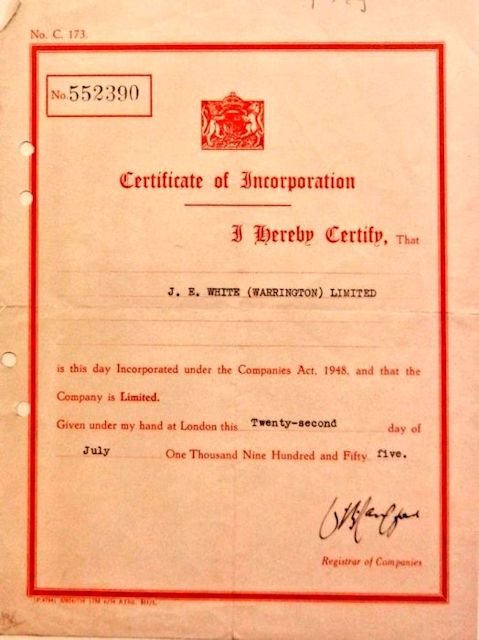 No. C. 173.
No. 552390
Certificate of Incorporation
I Hereby Certify, That
J. E. WHITE (WARRINGTON) LIMITED
is this day Incorporated under the Companies Act, 1948, and that the
Company is Limited.
Given under my hand at London this Twenty-second day of
July One Thousand Nine Hundred and Fifty five.
Registrar of Companies